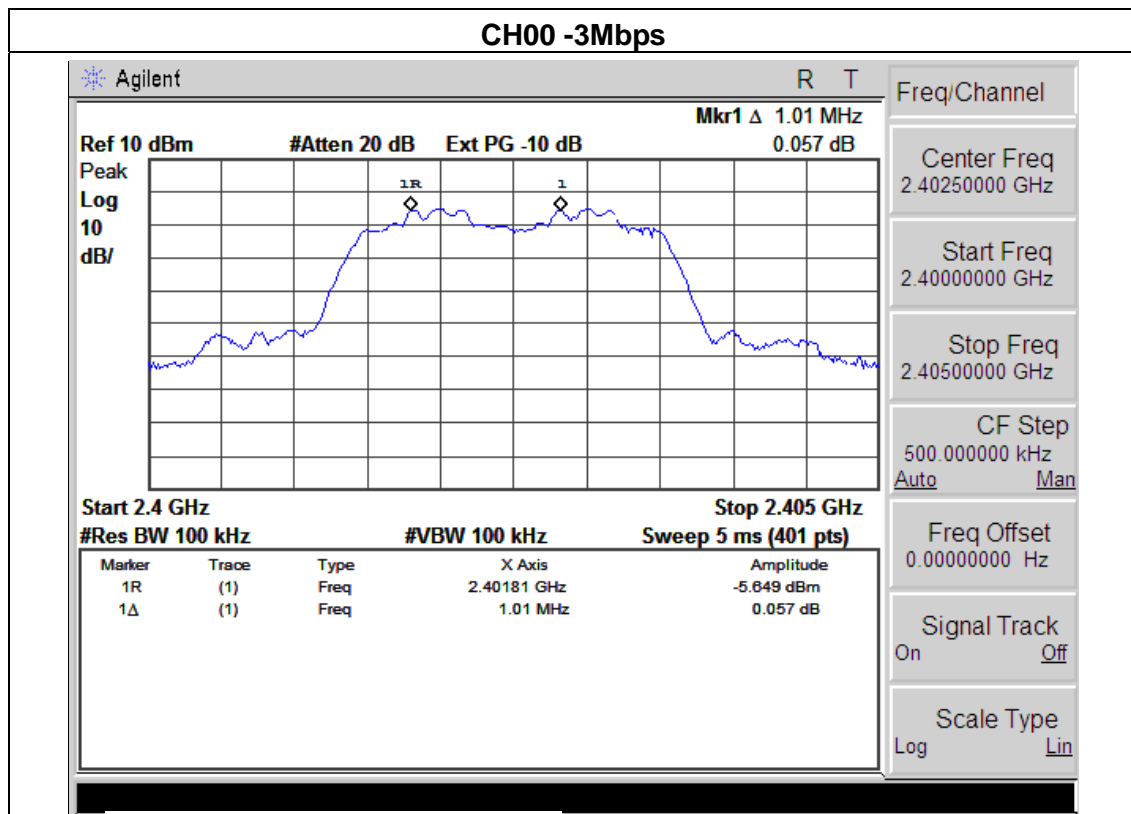 CH00 -3Mbps
Agilent R T
Mkr1 Δ 1.01 MHz
Ref 10 dBm #Atten 20 dB Ext PG -10 dB 0.057 dB
Peak
Log
10
dB/
1R 1
Start 2.4 GHz Stop 2.405 GHz
#Res BW 100 kHz #VBW 100 kHz Sweep 5 ms (401 pts)
Marker Trace Type X Axis Amplitude
1R (1) Freq 2.40181 GHz -5.649 dBm
1Δ (1) Freq 1.01 MHz 0.057 dB
Freq/Channel
Center Freq
2.40250000 GHz
Start Freq
2.40000000 GHz
Stop Freq
2.40500000 GHz
CF Step
500.000000 kHz
Auto Man
Freq Offset
0.00000000 Hz
Signal Track
On Off
Scale Type
Log Lin